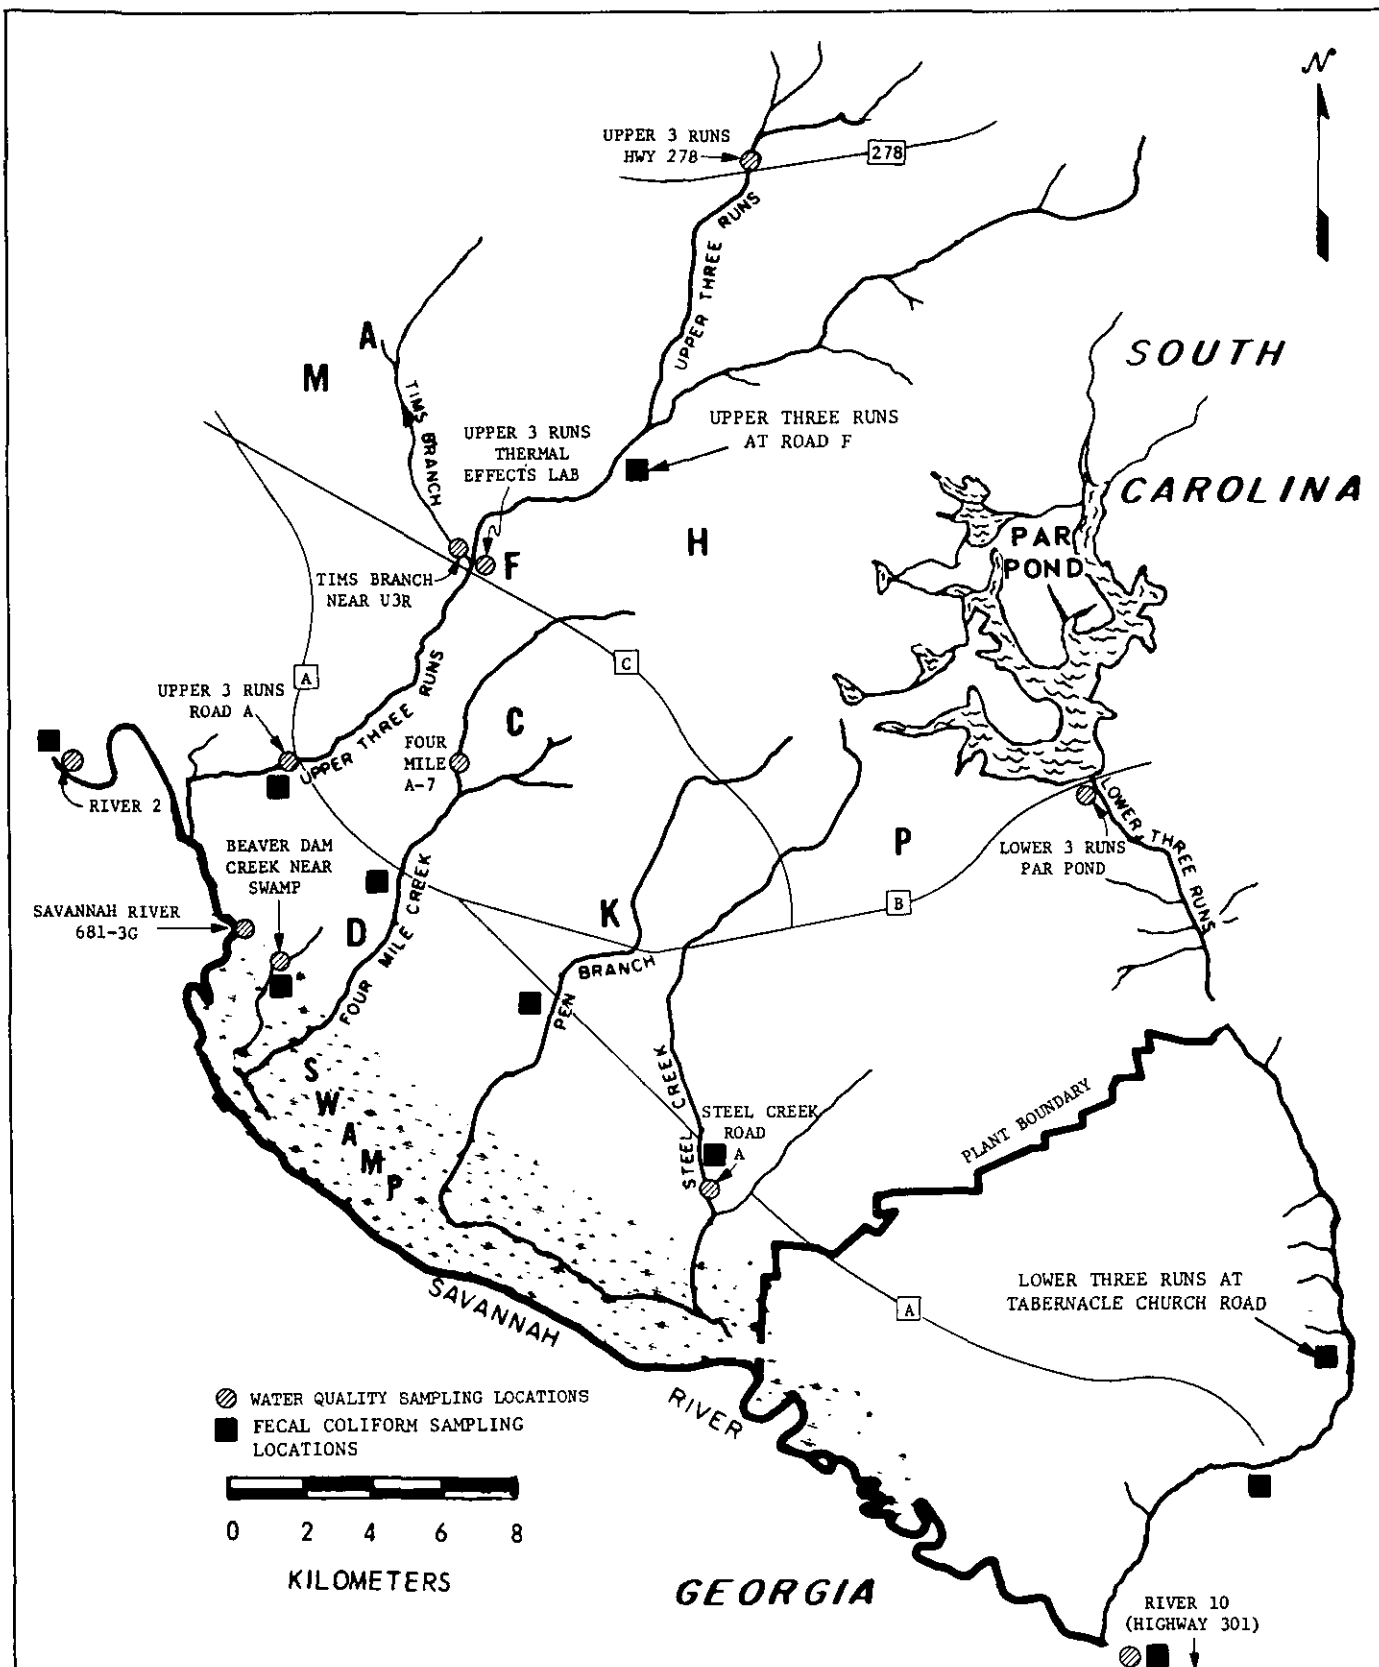 N
UPPER 3 RUNS
HWY 278
278
UPPER THREE RUNS
SOUTH
CAROLINA
A
M
TIMS BRANCH
UPPER 3 RUNS
THERMAL
EFFECTS LAB
UPPER THREE RUNS
AT ROAD F
H
PAR
POND
F
TIMS BRANCH
NEAR U3R
C
A
UPPER 3 RUNS
ROAD A
UPPER THREE RUNS
C
FOUR
MILE
A-7
RIVER 2
LOWER THREE RUNS
LOWER 3 RUNS
PAR POND
P
BEAVER DAM
CREEK NEAR
SWAMP
B
K
SAVANNAH RIVER
681-3G
D
FOUR MILE CREEK
PEN BRANCH
SWAMP
STEEL CREEK
STEEL CREEK
ROAD
A
PLANT BOUNDARY
LOWER THREE RUNS AT
TABERNACLE CHURCH ROAD
A
SAVANNAH RIVER
WATER QUALITY SAMPLING LOCATIONS
FECAL COLIFORM SAMPLING
LOCATIONS
0 2 4 6 8
KILOMETERS
GEORGIA
RIVER 10
(HIGHWAY 301)